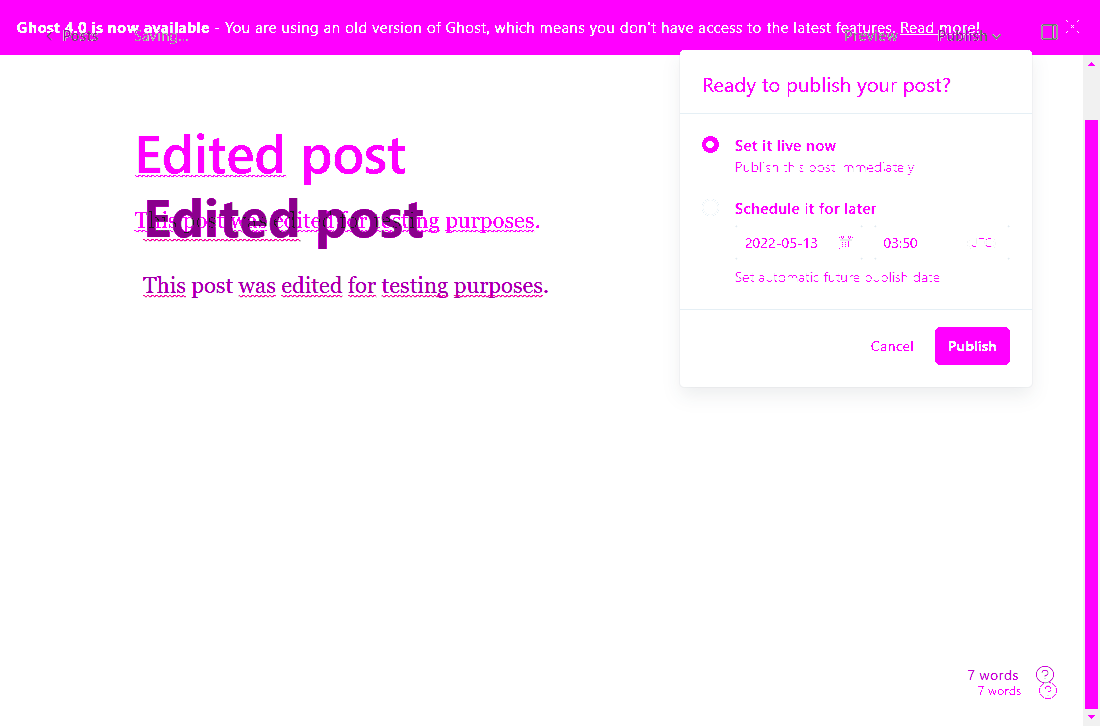 Ghost 4.0 is now available - You are using an old version of Ghost, which means you don't have access to the latest features. Read more!
Posts Saving... Preview Publish
Ready to publish your post?
Set it live now
Publish this post immediately
Schedule it for later
2022-05-13 03:50 UTC
Set automatic future publish date
Cancel Publish
Edited post
Edited post
This post was edited for testing purposes.
This post was edited for testing purposes.
7 words
7 words